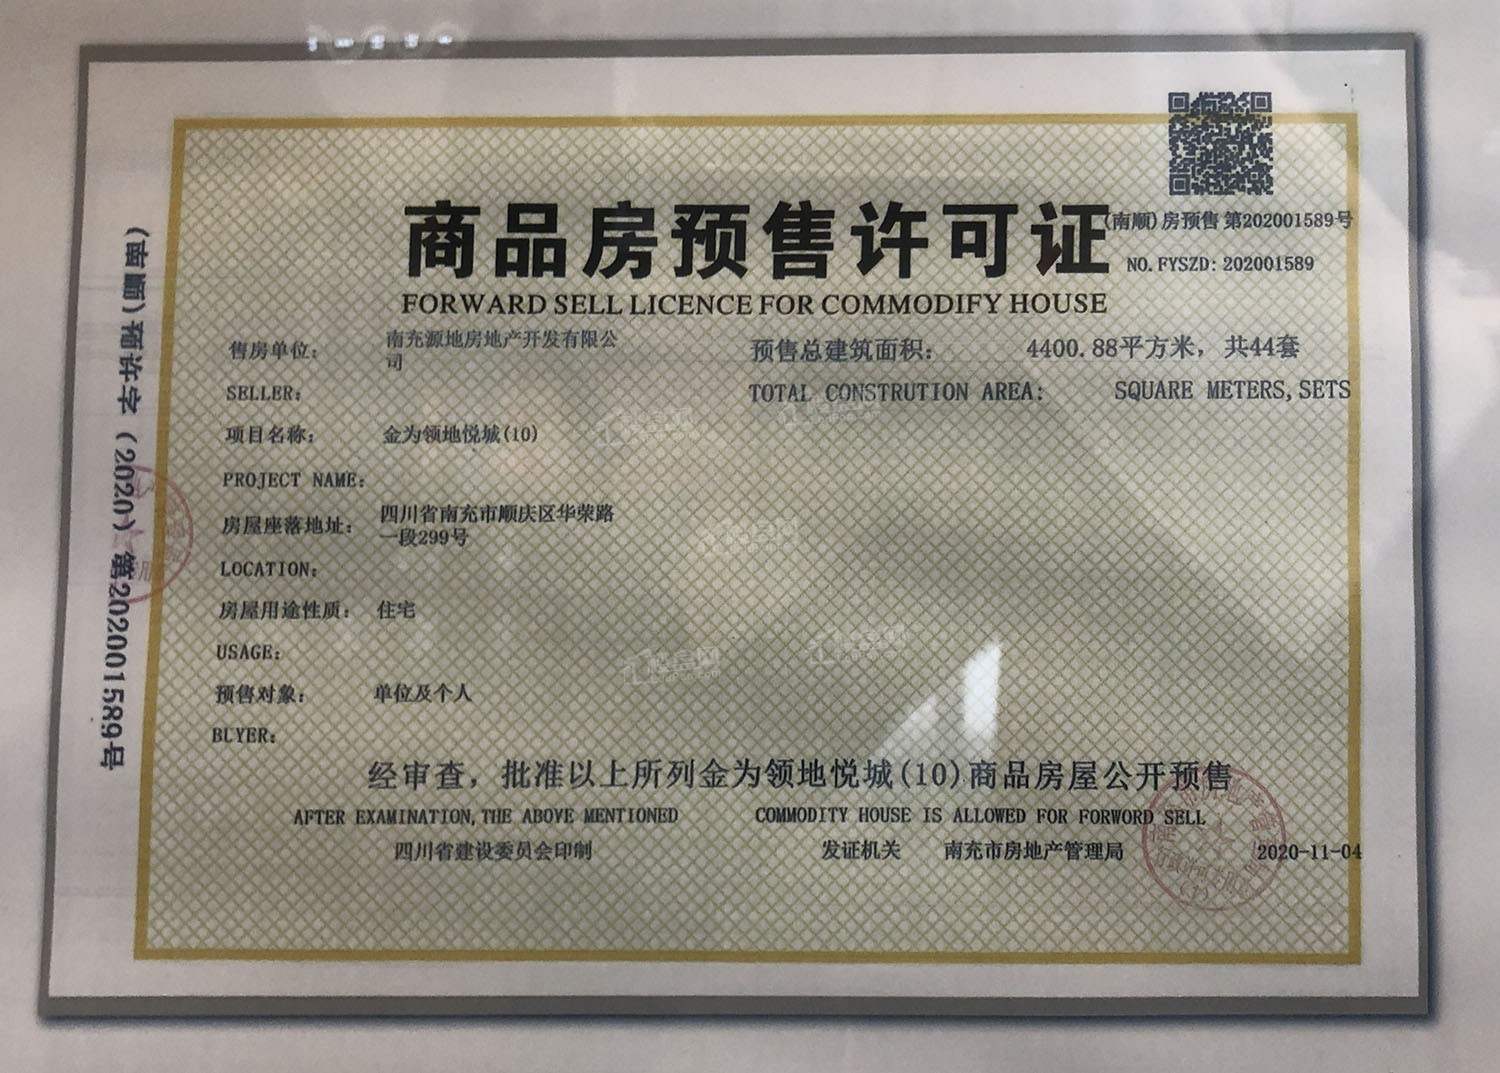 商品房预售许可证
(南顺)房预售第202001589号
NO.FYSZD: 202001589
FORWARD SELL LICENCE FOR COMMODIFY HOUSE
售房单位：
南充源地房地产开发有限公
司
预售总建筑面积：
4400.88平方米，共44套
SELLER:
TOTAL CONSTRUTION AREA:
SQUARE METERS,SETS
项目名称：
金为领地悦城(10)
PROJECT NAME:
房屋座落地址：
四川省南充市顺庆区华荣路
一段299号
LOCATION:
房屋用途性质：
住宅
USAGE:
预售对象：
单位及个人
BUYER:
经审查，批准以上所列金为领地悦城(10)商品房屋公开预售
AFTER EXAMINATION,THE ABOVE MENTIONED
COMMODITY HOUSE IS ALLOWED FOR FORWORD SELL
四川省建设委员会印制
发证机关
南充市房地产管理局
2020-11-04
(南顺)预许字(2020)第202001589号